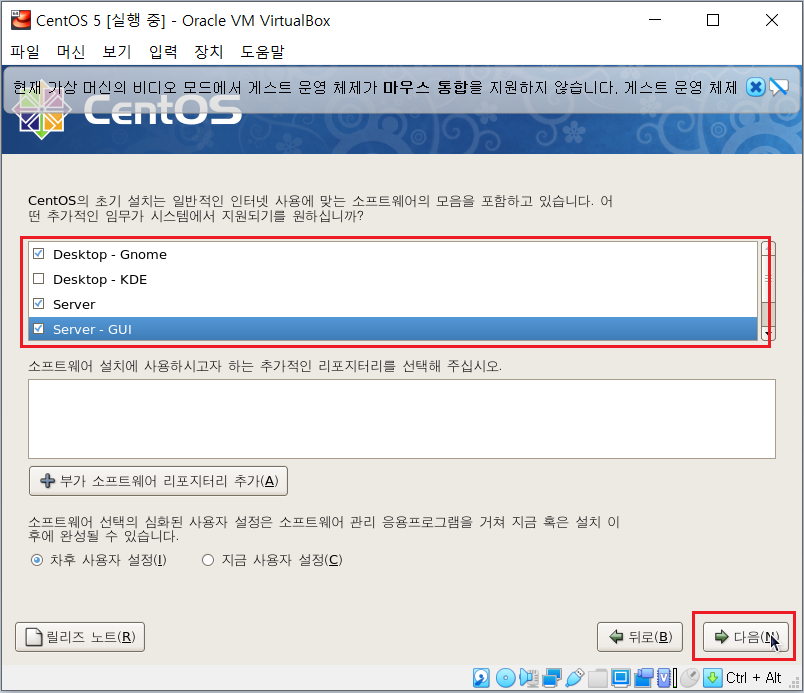 CentOS 5 [실행 중] - Oracle VM VirtualBox
파일 머신 보기 입력 장치 도움말
현재 가상 머신의 비디오 모드에서 게스트 운영 체제가 마우스 통합을 지원하지 않습니다. 게스트 운영 체제
CentOS
CentOS의 초기 설치는 일반적인 인터넷 사용에 맞는 소프트웨어의 모음을 포함하고 있습니다. 어
떤 추가적인 임무가 시스템에서 지원되기를 원하십니까?
Desktop - Gnome
Desktop - KDE
Server
Server - GUI
소프트웨어 설치에 사용하시고자 하는 추가적인 리포지터리를 선택해 주십시오.
부가 소프트웨어 리포지터리 추가(A)
소프트웨어 선택의 심화된 사용자 설정은 소프트웨어 관리 응용프로그램을 거쳐 지금 혹은 설치 이
후에 완성될 수 있습니다.
차후 사용자 설정(I) 지금 사용자 설정(C)
릴리즈 노트(R) 뒤로(B) 다음(N)
Ctrl + Alt